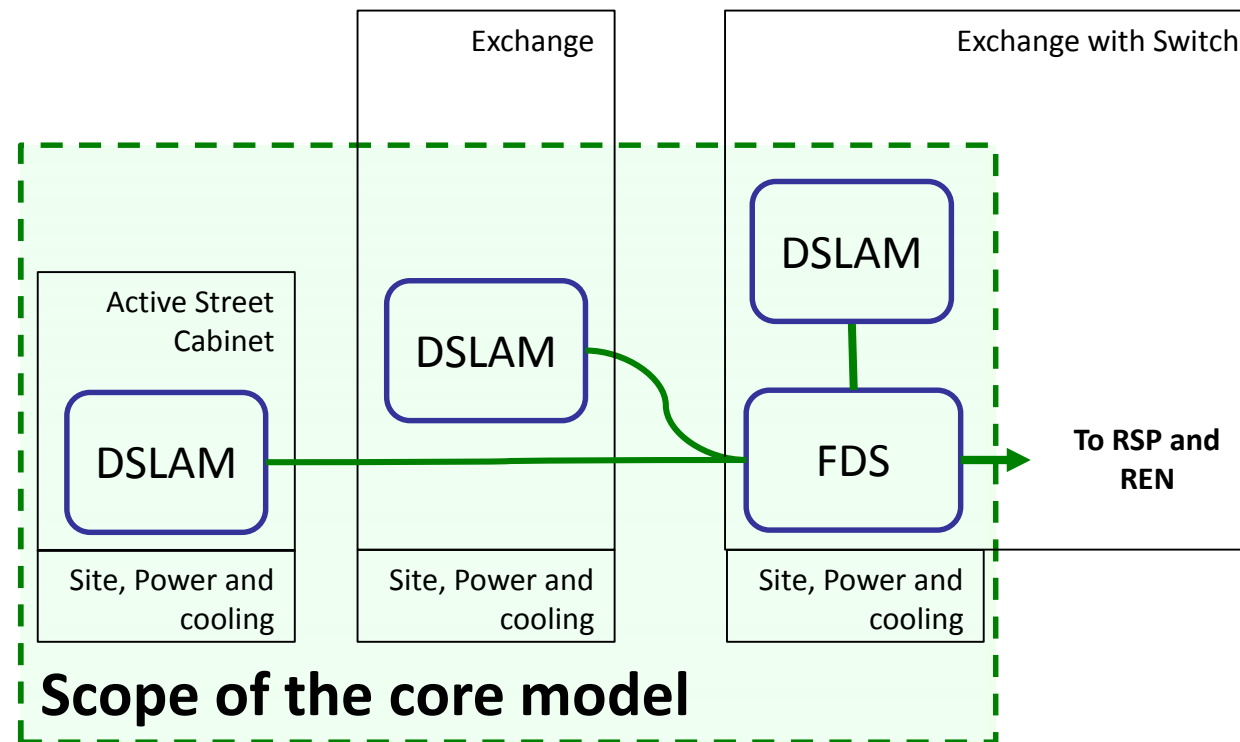 Exchange
Exchange with Switch
DSLAM
Active Street
Cabinet
DSLAM
DSLAM
FDS
To RSP and
REN
Site, Power and
cooling
Site, Power and
cooling
Site, Power and
cooling
Scope of the core model